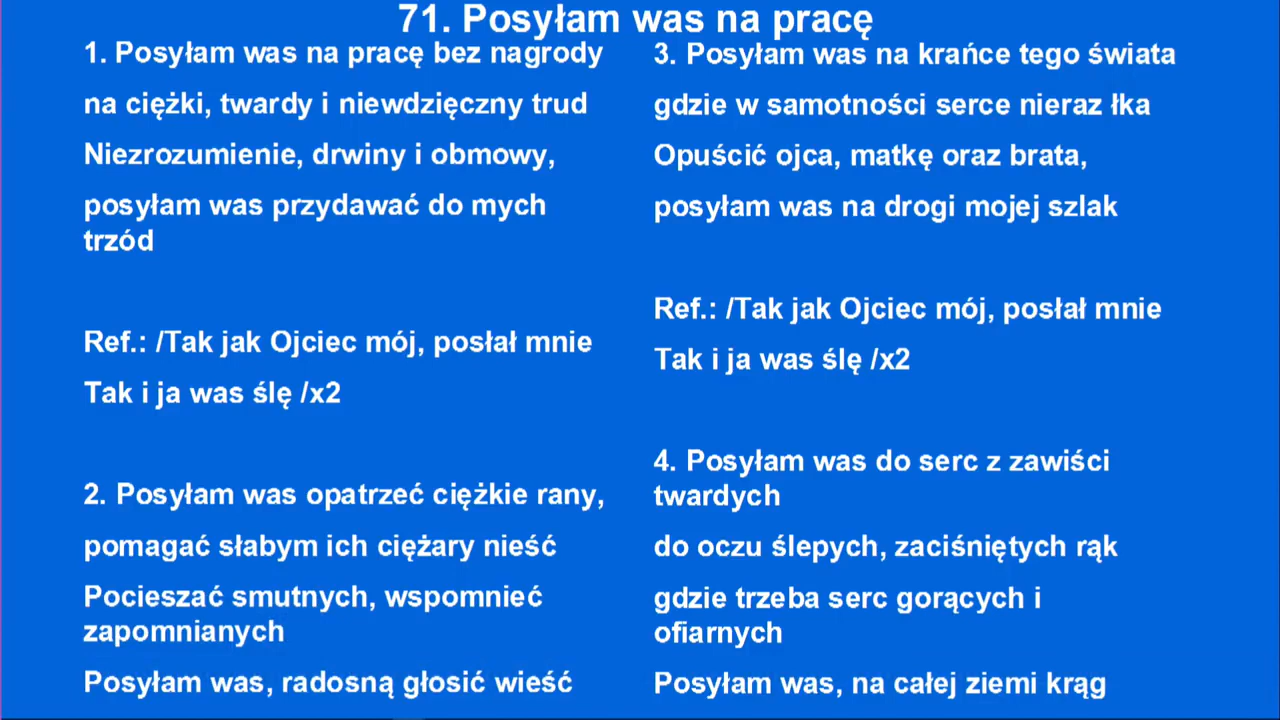 71. Posyłam was na pracę
1. Posyłam was na pracę bez nagrody
na ciężki, twardy i niewdzięczny trud
Niezrozumienie, drwiny i obmowy,
posyłam was przydawać do mych
trzód
Ref.: /Tak jak Ojciec mój, posłał mnie
Tak i ja was ślę /x2
2. Posyłam was opatrzeć ciężkie rany,
pomagać słabym ich ciężary nieść
Pocieszać smutnych, wspomnieć
zapomnianych
Posyłam was, radosną głosić wieść
3. Posyłam was na krańce tego świata
gdzie w samotności serce nieraz łka
Opuścić ojca, matkę oraz brata,
posyłam was na drogi mojej szlak
Ref.: /Tak jak Ojciec mój, posłał mnie
Tak i ja was ślę /x2
4. Posyłam was do serc z zawiści
twardych
do oczu ślepych, zaciśniętych rąk
gdzie trzeba serc gorących i
ofiarnych
Posyłam was, na całej ziemi krąg